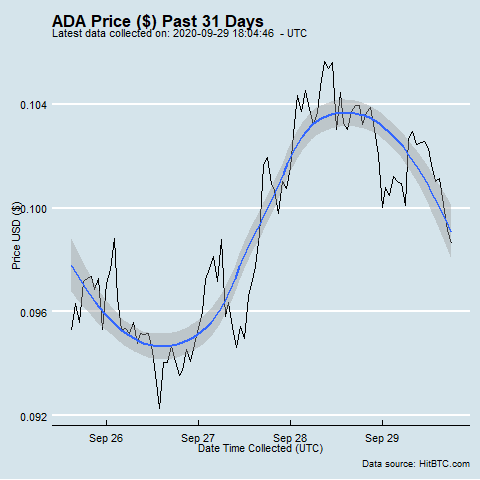 ADA Price ($) Past 31 Days
Latest data collected on: 2020-09-29 18:04:46 - UTC
Price USD ($)
0.104
0.100
0.096
0.092
Sep 26 Sep 27 Sep 28 Sep 29
Date Time Collected (UTC)
Data source: HitBTC.com